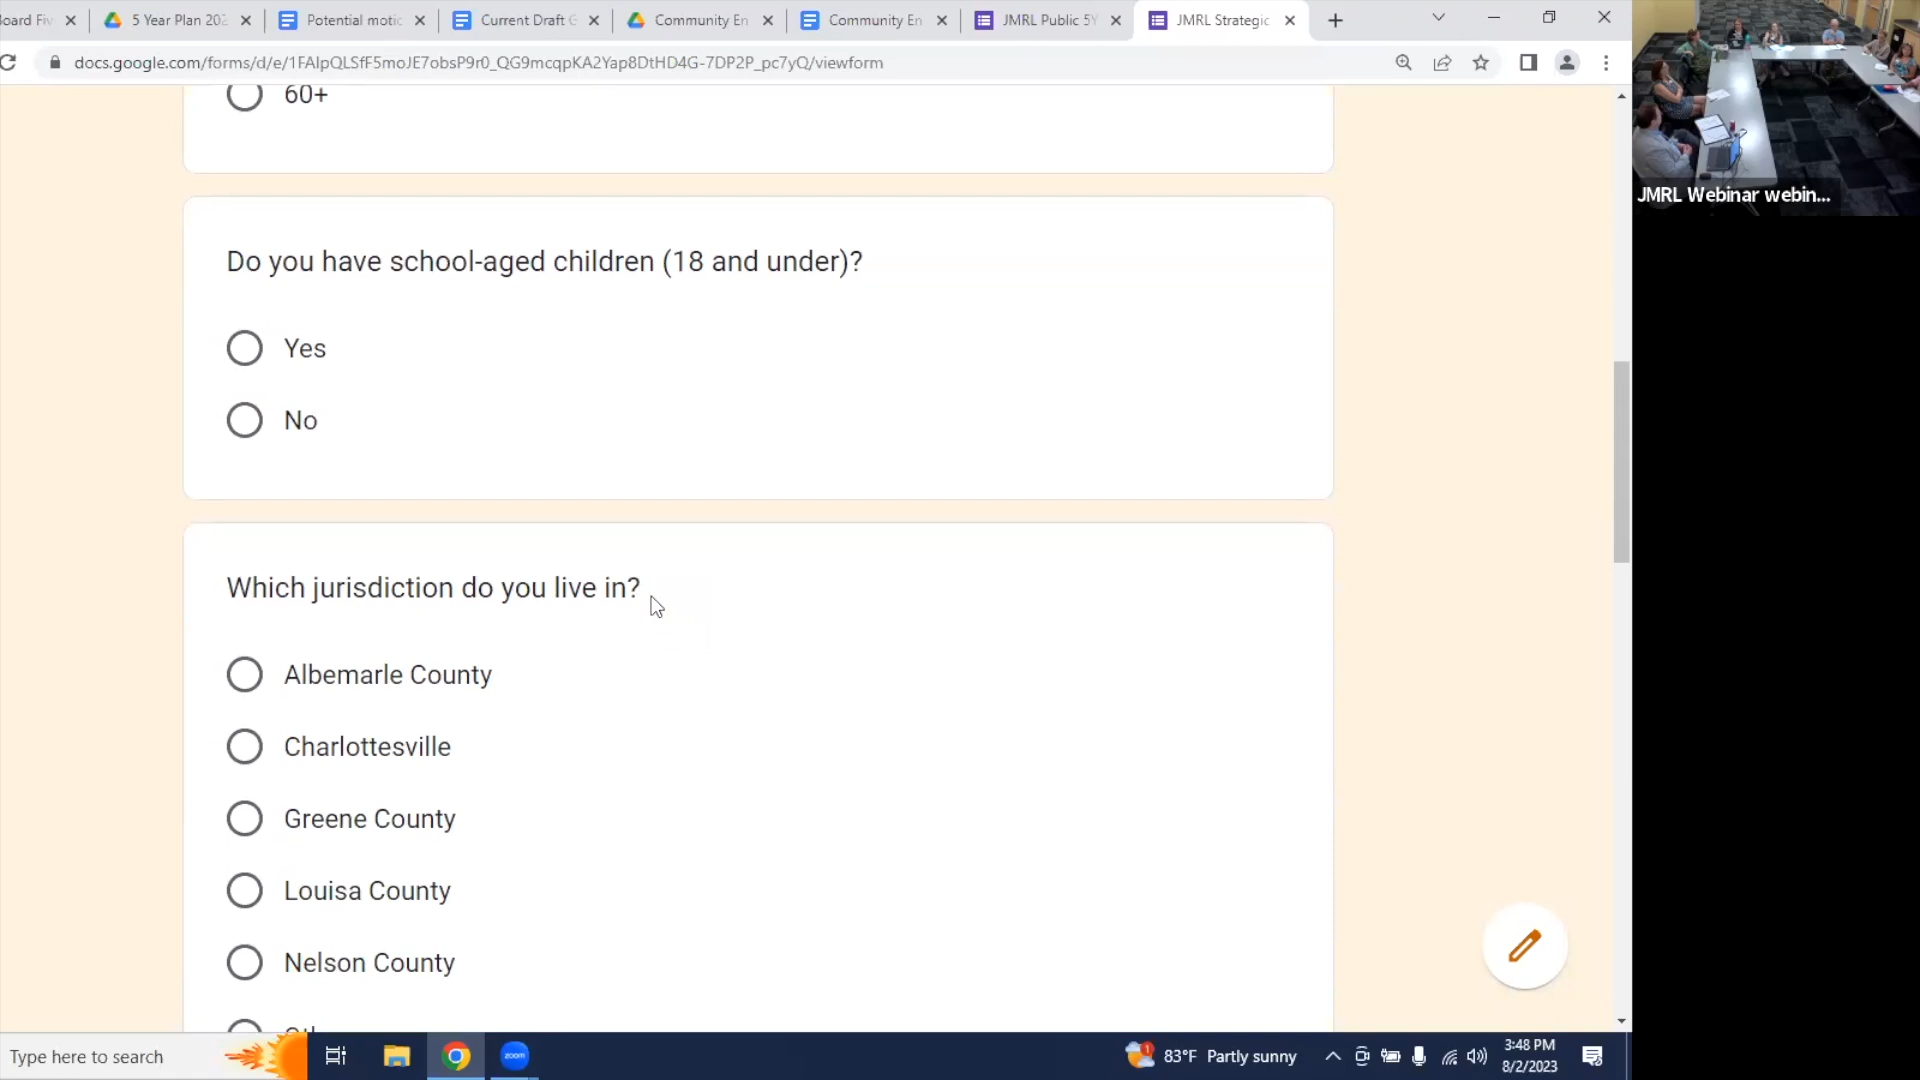 oard Fiv
5 Year Plan 202
Potential motic
Current Draft G
Community En
Community En
JMRL Public 5Y
JMRL Strategic
docs.google.com/forms/d/e/1FAIpQLSfF5moJE7obsP9r0_QG9mcqpKA2Yap8DtHD4G-7DP2P_pc7yQ/viewform
JMRL Webinar webin...
60+
Do you have school-aged children (18 and under)?
Yes
No
Which jurisdiction do you live in?
Albemarle County
Charlottesville
Greene County
Louisa County
Nelson County
Type here to search
zoom
1
83°F Partly sunny
3:48 PM
8/2/2023